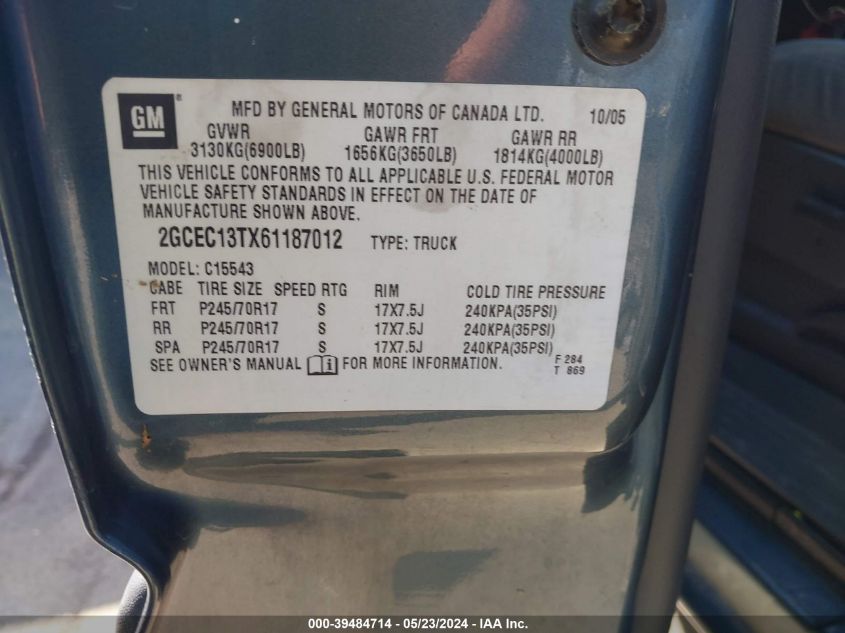 GM ®
MFD BY GENERAL MOTORS OF CANADA LTD. 10/05
GVWR GAWR FRT GAWR RR
3130KG(6900LB) 1656KG(3650LB) 1814KG(4000LB)
THIS VEHICLE CONFORMS TO ALL APPLICABLE U.S. FEDERAL MOTOR
VEHICLE SAFETY STANDARDS IN EFFECT ON THE DATE OF
MANUFACTURE SHOWN ABOVE.
2GCEC13TX61187012 TYPE: TRUCK
MODEL: C15543
CABE TIRE SIZE SPEED RTG RIM COLD TIRE PRESSURE
FRT P245/70R17 S 17X7.5J 240KPA(35PSI)
RR P245/70R17 S 17X7.5J 240KPA(35PSI)
SPA P245/70R17 S 17X7.5J 240KPA(35PSI)
SEE OWNER'S MANUAL i FOR MORE INFORMATION. F 284
T 869
000-39484714 - 05/23/2024 - IAA Inc.